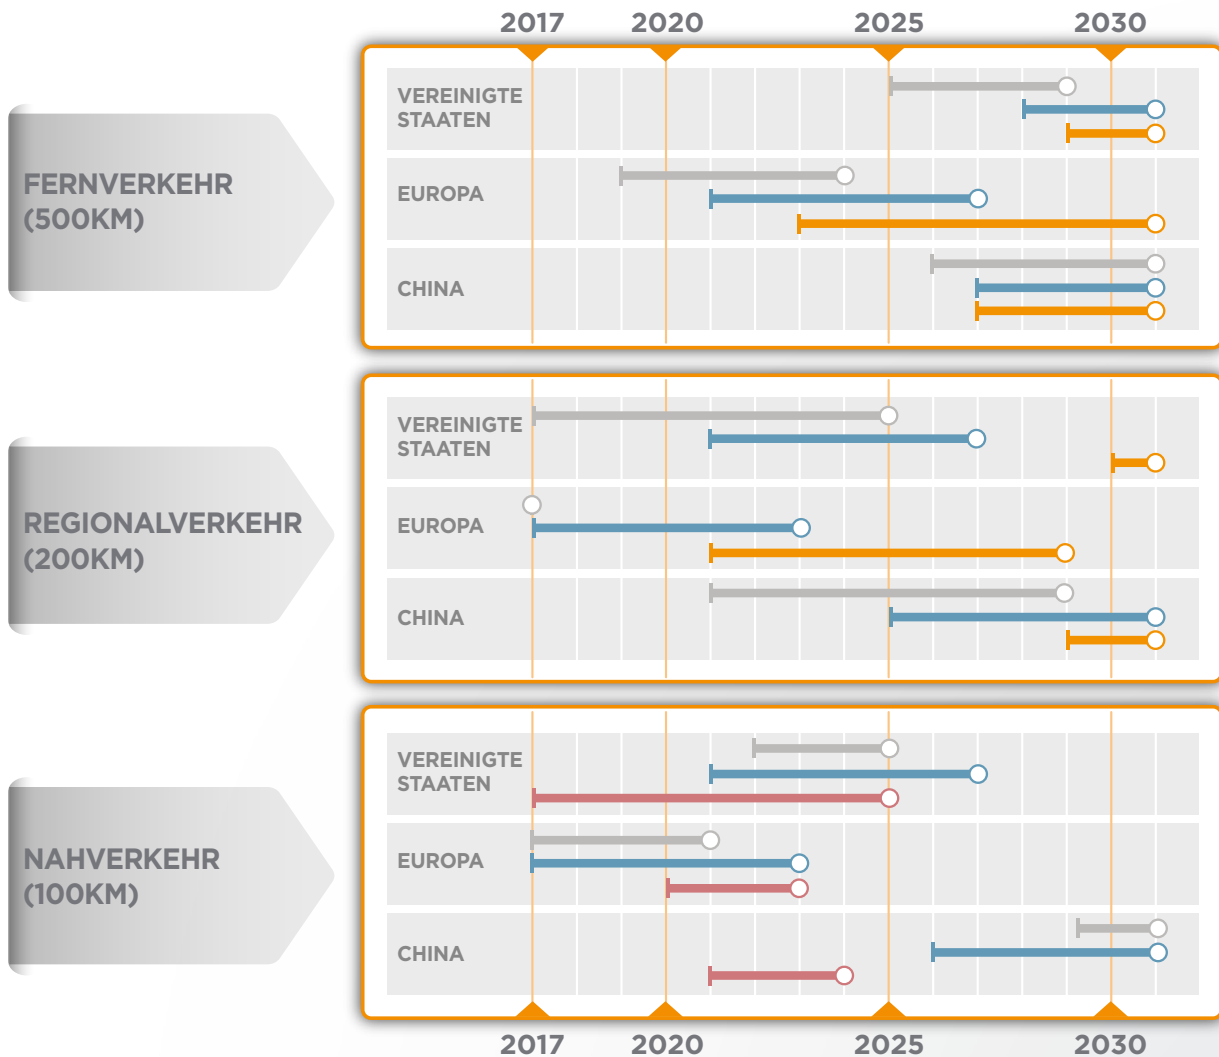 2017 2020 2025 2030
FERNVERKEHR
(500KM)
VEREINIGTE
STAATEN
EUROPA
CHINA
REGIONALVERKEHR
(200KM)
VEREINIGTE
STAATEN
EUROPA
CHINA
NAHVERKEHR
(100KM)
VEREINIGTE
STAATEN
EUROPA
CHINA
2017 2020 2025 2030